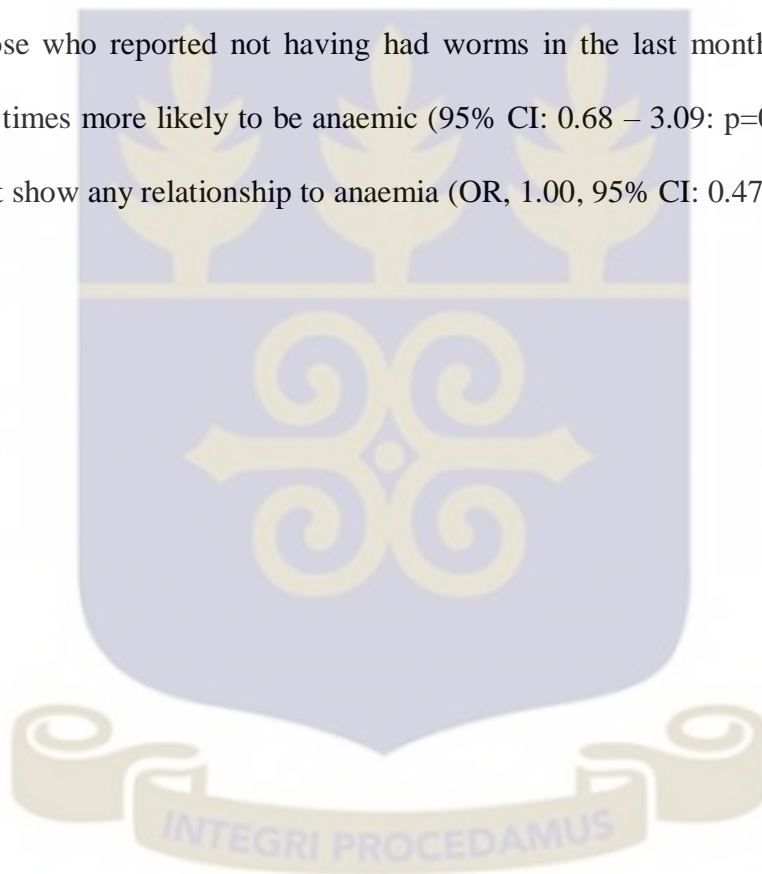 ose who reported not having had worms in the last month
times more likely to be anaemic (95% CI: 0.68 – 3.09: p=0
t show any relationship to anaemia (OR, 1.00, 95% CI: 0.47
INTEGRI PROCEDAMUS